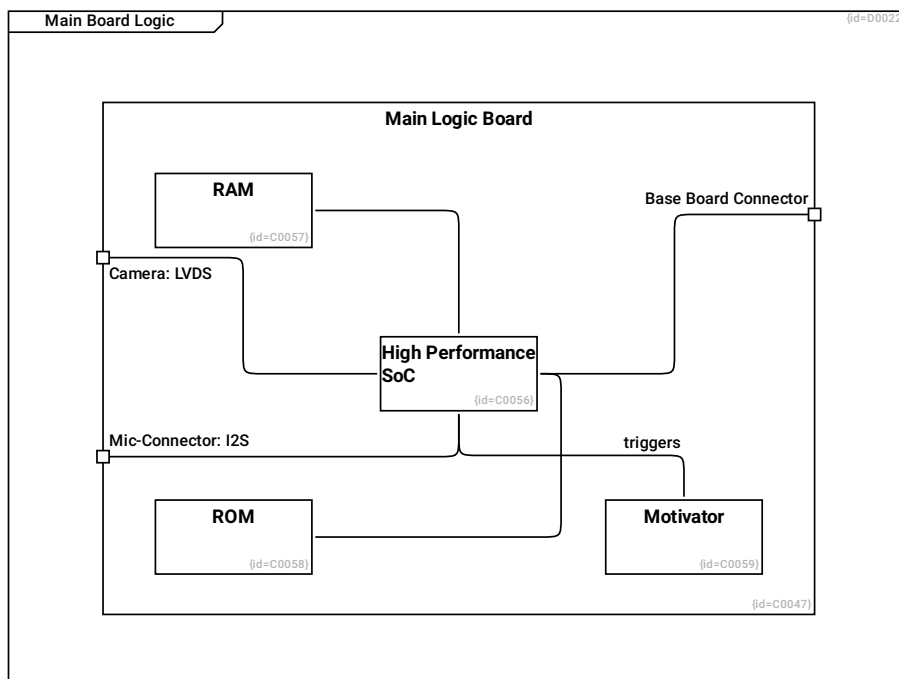 Main Board Logic
{id=D0022
Main Logic Board
RAM
{id=C0057}
Base Board Connector
Camera: LVDS
High Performance
SoC
{id=C0056}
Mic-Connector: I2S
triggers
ROM
{id=C0058}
Motivator
{id=C0059}
{id=C0047}